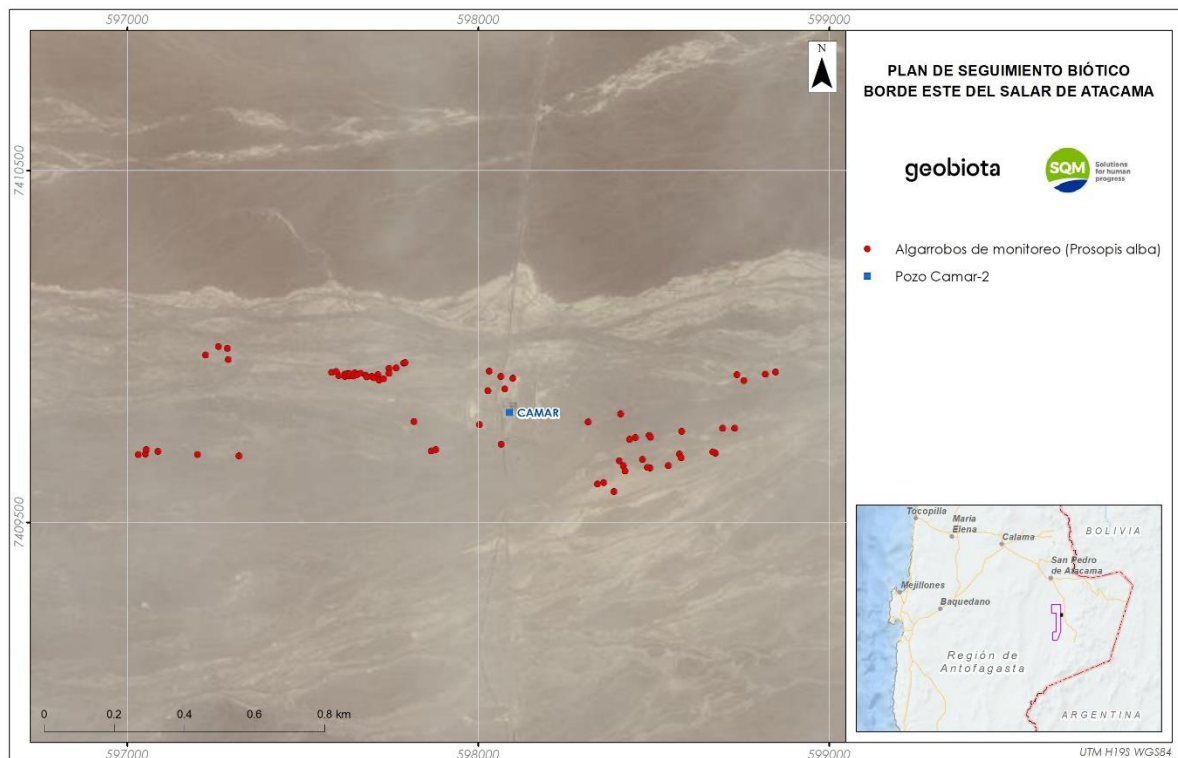 597000
598000
599000
7410500
7409500
N
CAMAR
0
0.2
0.4
0.6
0.8 km
597000
598000
599000
PLAN DE SEGUIMIENTO BIÓTICO
BORDE ESTE DEL SALAR DE ATACAMA
geobiota
SQM
Solutions
for human
progress
Algarrobos de monitoreo (Prosopis alba)
Pozo Camar-2
Tocopilla
María
Elena
Calama
BOLIVIA
San Pedro
de Atacama
Mejillones
Baquedano
Región de
Antofagasta
ARGENTINA
UTM H19S WGS84